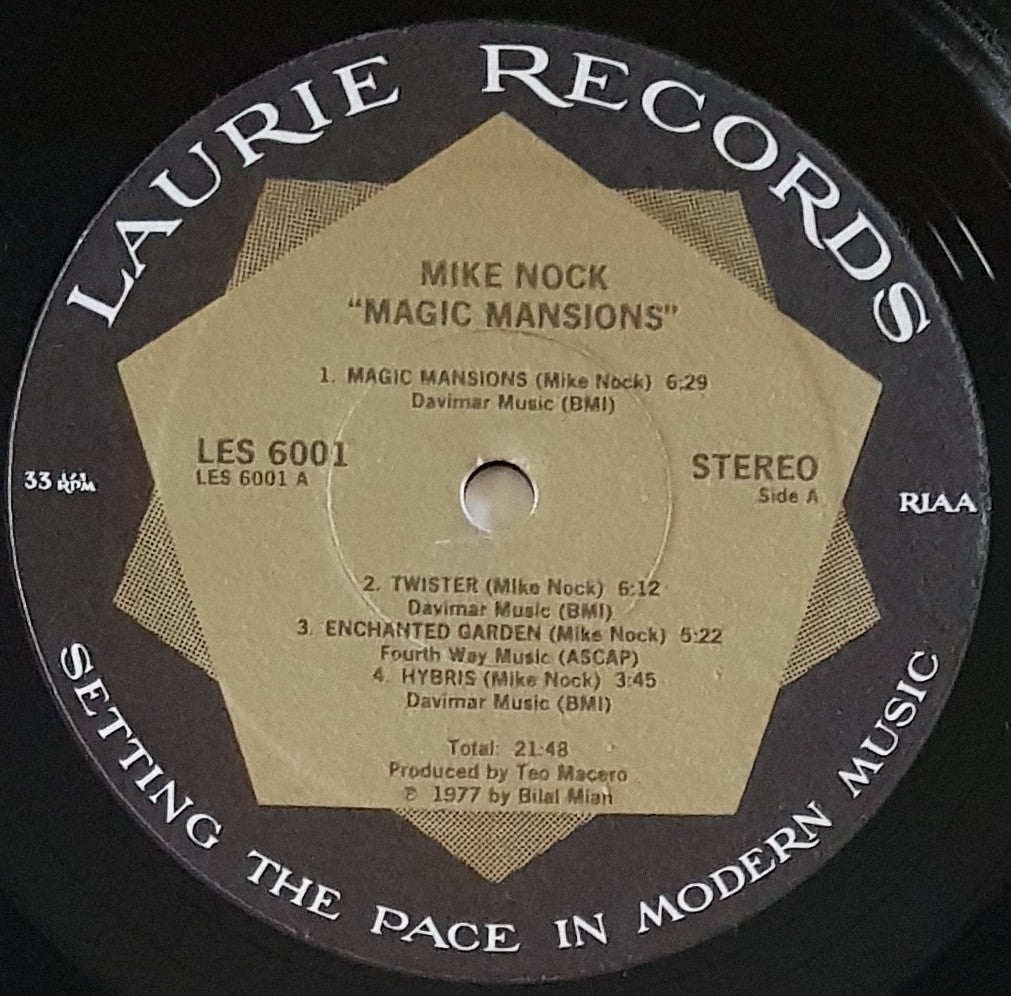 LAURIE RECORDS
MIKE NOCK
"MAGIC MANSIONS"
1. MAGIC MANSIONS (Mike Nock) 6:29
Davimar Music (BMI)
LES 6001
LES 6001 A
STEREO
Side A
33 1/3
RPM
RIAA
2. TWISTER (Mike Nock) 6:12
Davimar Music (BMI)
3. ENCHANTED GARDEN (Mike Nock) 5:22
Fourth Way Music (ASCAP)
4. HYBRIS (Mike Nock) 3:45
Davimar Music (BMI)
Total: 21:48
Produced by Teo Macero
℗ 1977 by Bilal Mian
SETTING THE PACE IN MODERN MUSIC